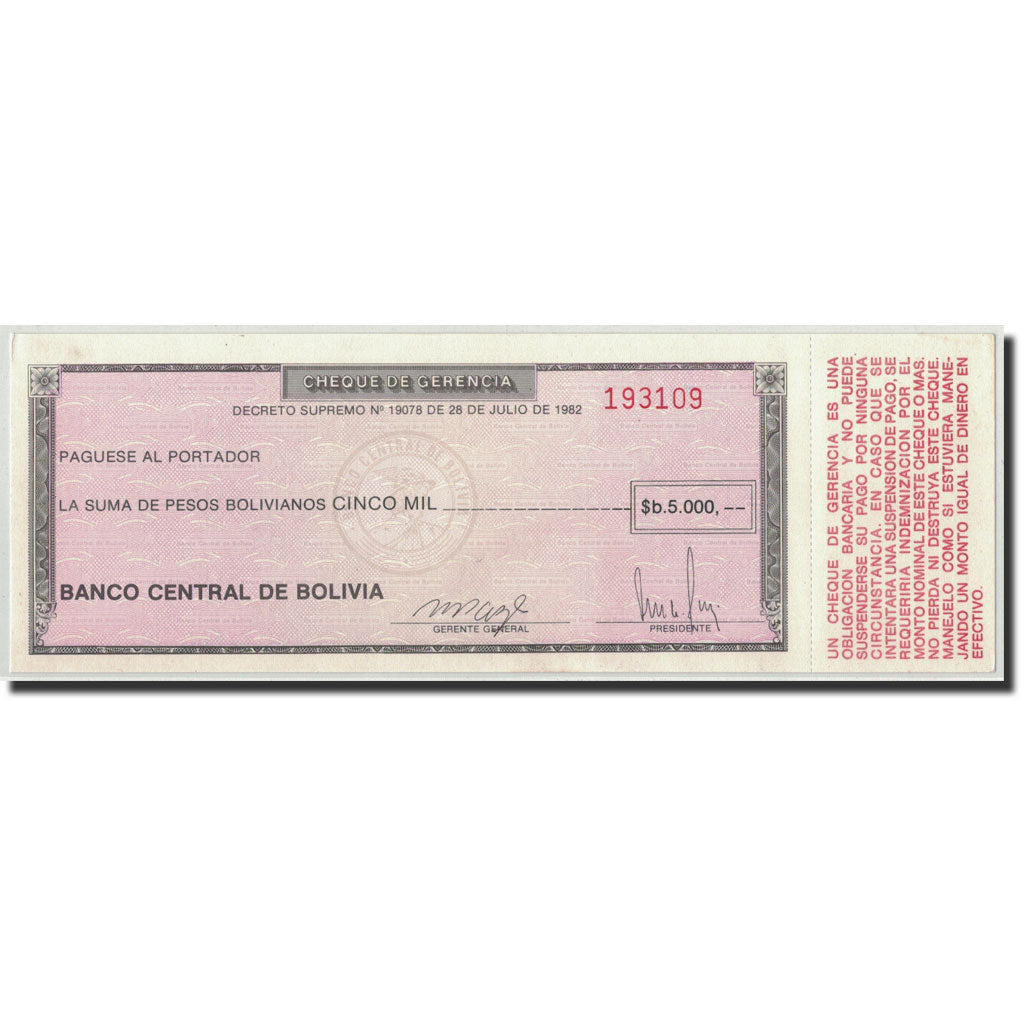 CHEQUE DE GERENCIA
DECRETO SUPREMO Nº 19078 DE 28 DE JULIO DE 1982
193109
PAGUESE AL PORTADOR
LA SUMA DE PESOS BOLIVIANOS CINCO MIL
$b.5.000,--
BANCO CENTRAL DE BOLIVIA
GERENTE GENERAL
PRESIDENTE
BANCO CENTRAL DE BOLIVIA
UN CHEQUE DE GERENCIA ES UNA
OBLIGACION BANCARIA Y NO PUEDE
SUSPENDERSE SU PAGO POR NINGUNA
CIRCUNSTANCIA. EN CASO QUE SE
INTENTARA UNA SUSPENSION DE PAGO, SE
REQUERIRIA INDEMNIZACION POR EL
MONTO NOMINAL DE ESTE CHEQUE O MAS.
NO PIERDA NI DESTRUYA ESTE CHEQUE.
MANEJELO COMO SI ESTUVIERA MANE-
JANDO UN MONTO IGUAL DE DINERO EN
EFECTIVO.